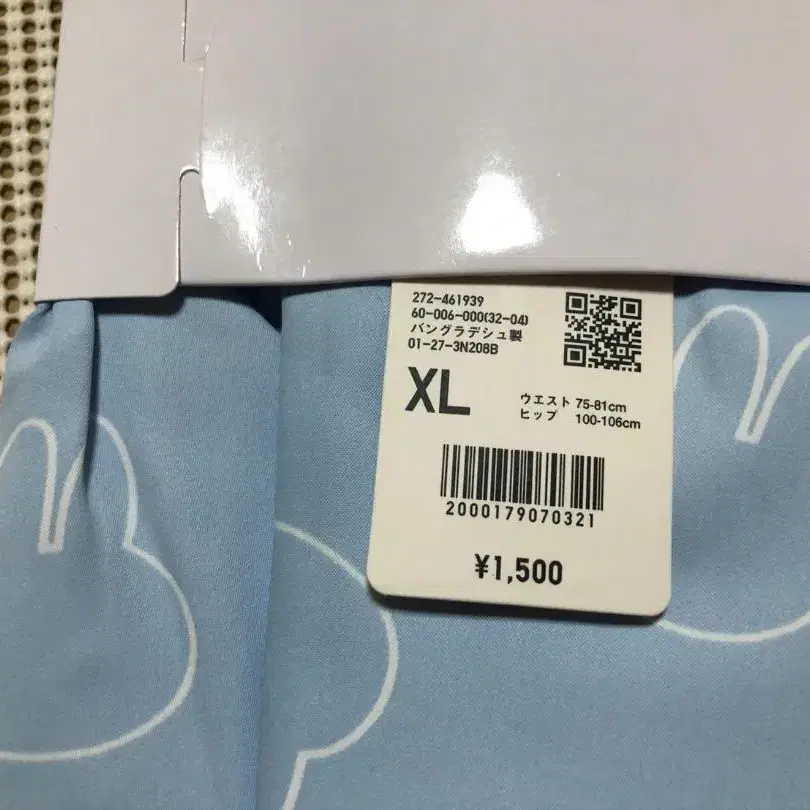 272-461939
60-006-000(32-04)
バングラデシュ製
01-27-3N208B
XL
ウエスト 75-81cm
ヒップ 100-106cm
2000179070321
¥1,500